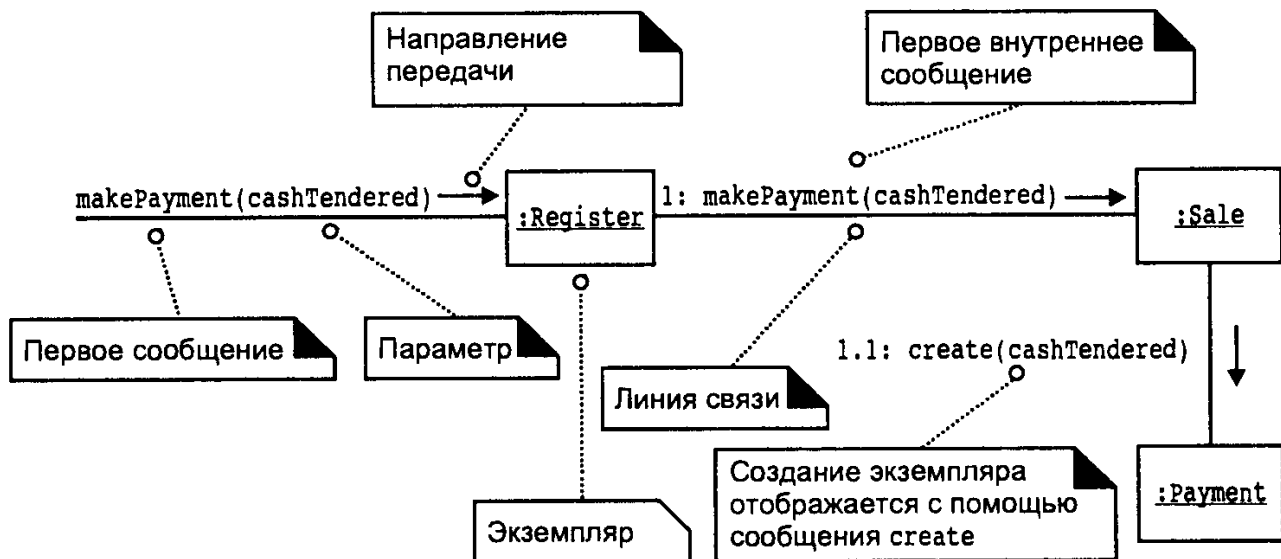 Направление
передачи
Первое внутреннее
сообщение
makePayment(cashTendered)
:Register
1: makePayment(cashTendered)
:Sale
Первое сообщение
Параметр
1.1: create(cashTendered)
Линия связи
Создание экземпляра
отображается с помощью
сообщения create
:Payment
Экземпляр